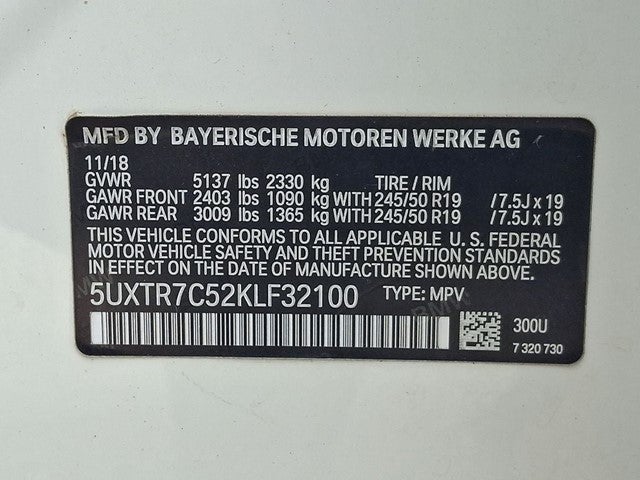 MFD BY BAYERISCHE MOTOREN WERKE AG
11/18
GVWR 5137 lbs 2330 kg TIRE / RIM
GAWR FRONT 2403 lbs 1090 kg WITH 245/50 R19 /7.5J x 19
GAWR REAR 3009 lbs 1365 kg WITH 245/50 R19 /7.5J x 19
THIS VEHICLE CONFORMS TO ALL APPLICABLE U. S. FEDERAL
MOTOR VEHICLE SAFETY AND THEFT PREVENTION STANDARDS
IN EFFECT ON THE DATE OF MANUFACTURE SHOWN ABOVE.
5UXTR7C52KLF32100 TYPE: MPV
300U
7 320 730